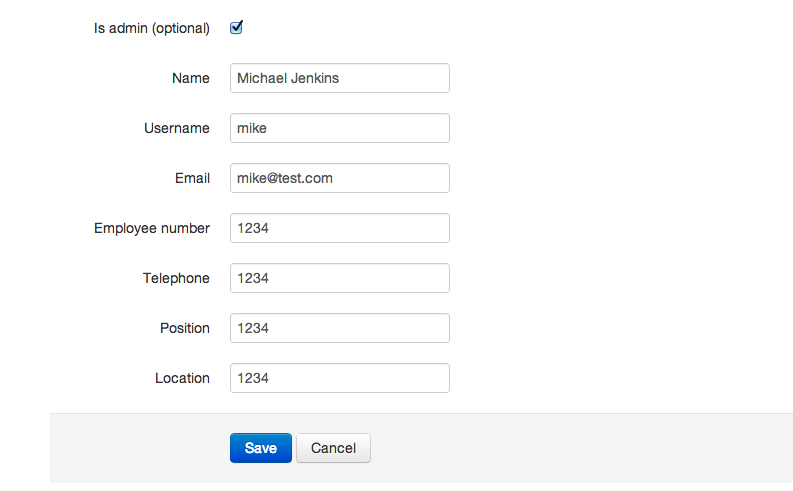 Is admin (optional)
Name Michael Jenkins
Username mike
Email mike@test.com
Employee number 1234
Telephone 1234
Position 1234
Location 1234
Save Cancel